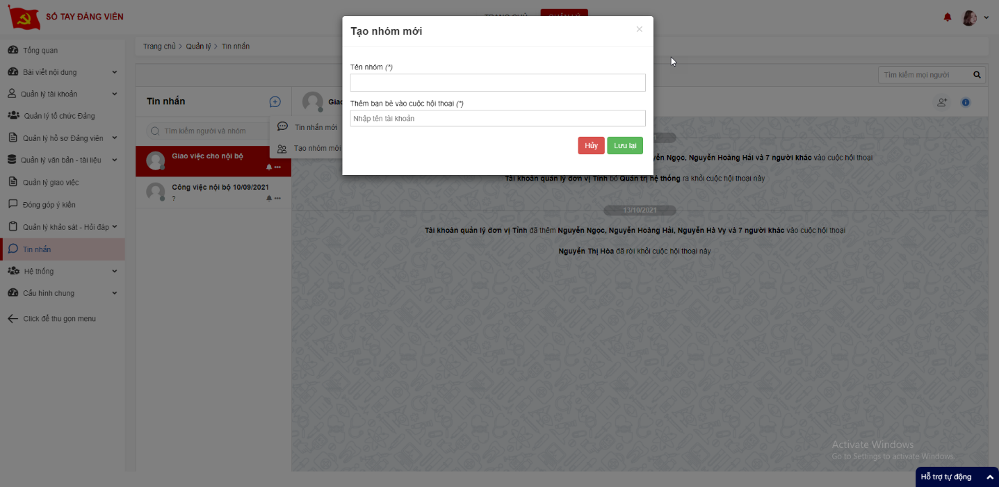 SỔ TAY ĐẢNG VIÊN
TRANG CHỦ
QUẢN LÝ
Trang chủ > Quản lý > Tin nhắn
Tạo nhóm mới
×
Tên nhóm (*)
Thêm bạn bè vào cuộc hội thoại (*)
Nhập tên tài khoản
Hủy
Lưu lại
Tổng quan
Bài viết nội dung
Quản lý tài khoản
Quản lý tổ chức Đảng
Quản lý hồ sơ Đảng viên
Quản lý văn bản - tài liệu
Quản lý giao việc
Đóng góp ý kiến
Quản lý khảo sát - Hỏi đáp
Tin nhắn
Hệ thống
Cấu hình chung
Click để thu gọn menu
Tin nhắn
Tìm kiếm người và nhóm
Tin nhắn mới
Tạo nhóm mới
Giao việc cho nội bộ
Công việc nội bộ 10/09/2021
?
Tìm kiếm mọi người
Giao
Nguyễn Ngọc, Nguyễn Hoàng Hải và 7 người khác vào cuộc hội thoại
Tài khoản quản lý đơn vị Tỉnh bỏ Quản trị hệ thống ra khỏi cuộc hội thoại này
13/10/2021
Tài khoản quản lý đơn vị Tỉnh đã thêm Nguyễn Ngọc, Nguyễn Hoàng Hải, Nguyễn Hà Vy và 7 người khác vào cuộc hội thoại
Nguyễn Thị Hòa đã rời khỏi cuộc hội thoại này
Activate Windows
Go to Settings to activate Windows.
Hỗ trợ tự động